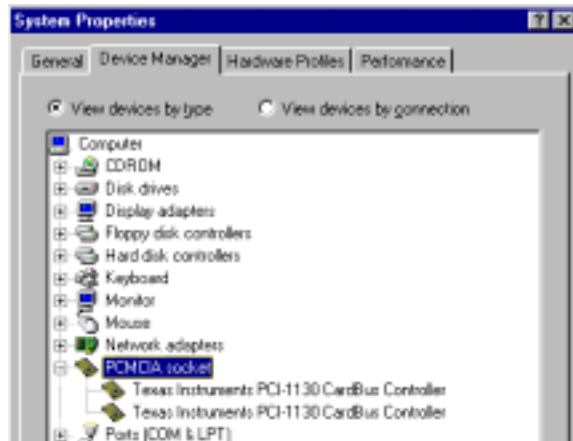 System Properties
General Device Manager Hardware Profiles Performance
View devices by type View devices by connection
Computer
CDROM
Disk drives
Display adapters
Floppy disk controllers
Hard disk controllers
Keyboard
Monitor
Mouse
Network adapters
PCMCIA socket
Texas Instruments PCI-1130 CardBus Controller
Texas Instruments PCI-1130 CardBus Controller
Ports (COM & LPT)